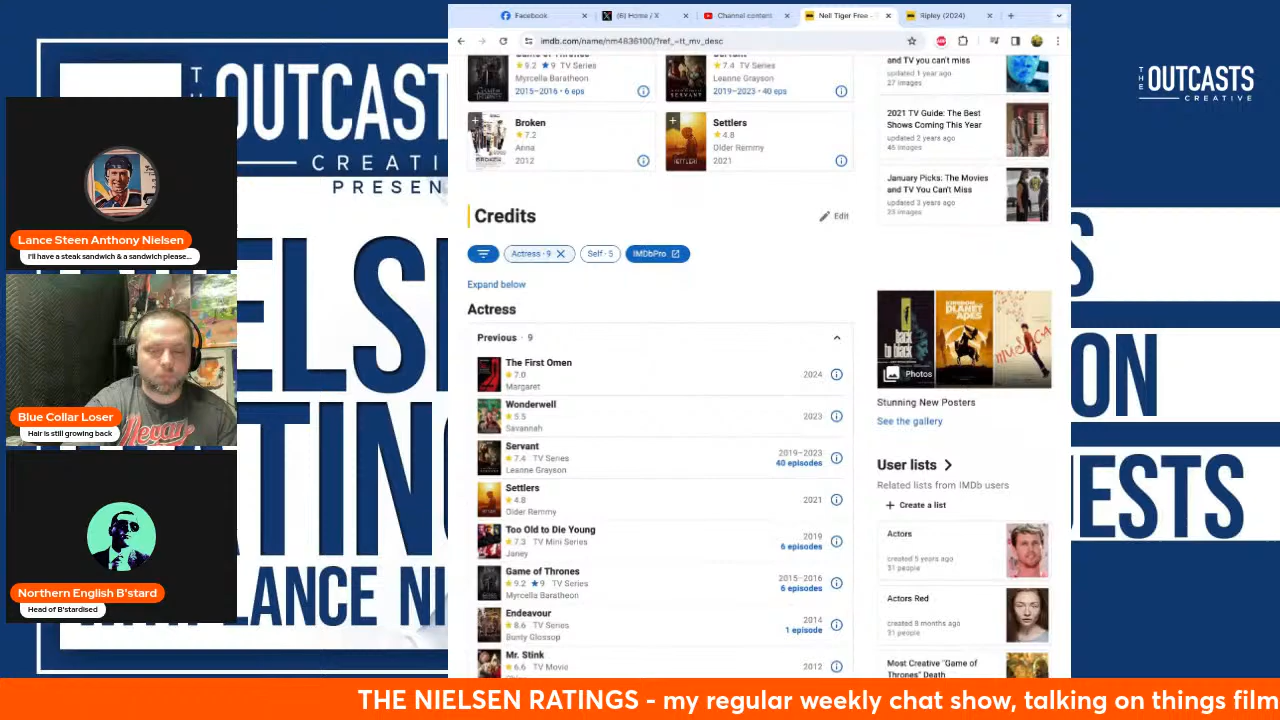 Facebook
(6) Home / X
Channel content
Nell Tiger Free -
Ripley (2024)
imdb.com/name/nm4836100/?ref_=tt_mv_desc
THE
OUTCASTS
CREATIVE
OUTCAST
CREATI
PRESEN
IELS
ATIN
LANCE NI
S
ON
UESTS
Lance Steen Anthony Nielsen
I'll have a steak sandwich & a sandwich please...
Blue Collar Loser
Hair is still growing back
Northern English B'stard
Head of B'stardised
9.2 9 TV Series
Myrcella Baratheon
2015–2016 • 6 eps
7.4 TV Series
Leanne Grayson
2019–2023 • 40 eps
Broken
7.2
Anna
2012
Settlers
4.8
Older Remmy
2021
Credits
Edit
Actress · 9
Self · 5
IMDbPro
Expand below
Actress
Previous · 9
The First Omen
7.0
Margaret
2024
Wonderwell
5.5
Savannah
2023
Servant
7.4 TV Series
Leanne Grayson
2019–2023
40 episodes
Settlers
4.8
Older Remmy
2021
Too Old to Die Young
7.3 TV Mini Series
Janey
2019
6 episodes
Game of Thrones
9.2 9 TV Series
Myrcella Baratheon
2015–2016
6 episodes
Endeavour
8.6 TV Series
Bunty Glossop
2014
1 episode
Mr. Stink
6.6 TV Movie
2012
and TV you can't miss
updated 1 year ago
27 images
2021 TV Guide: The Best
Shows Coming This Year
updated 2 years ago
46 images
January Picks: The Movies
and TV You Can't Miss
updated 3 years ago
25 images
back
to black
KINGDOM
PLANET
APES
MUSICA
Photos
Stunning New Posters
See the gallery
User lists
Related lists from IMDb users
Create a list
Actors
created 5 years ago
31 people
Actors Red
created 8 months ago
31 people
Most Creative "Game of
Thrones" Death
THE NIELSEN RATINGS - my regular weekly chat show, talking on things film